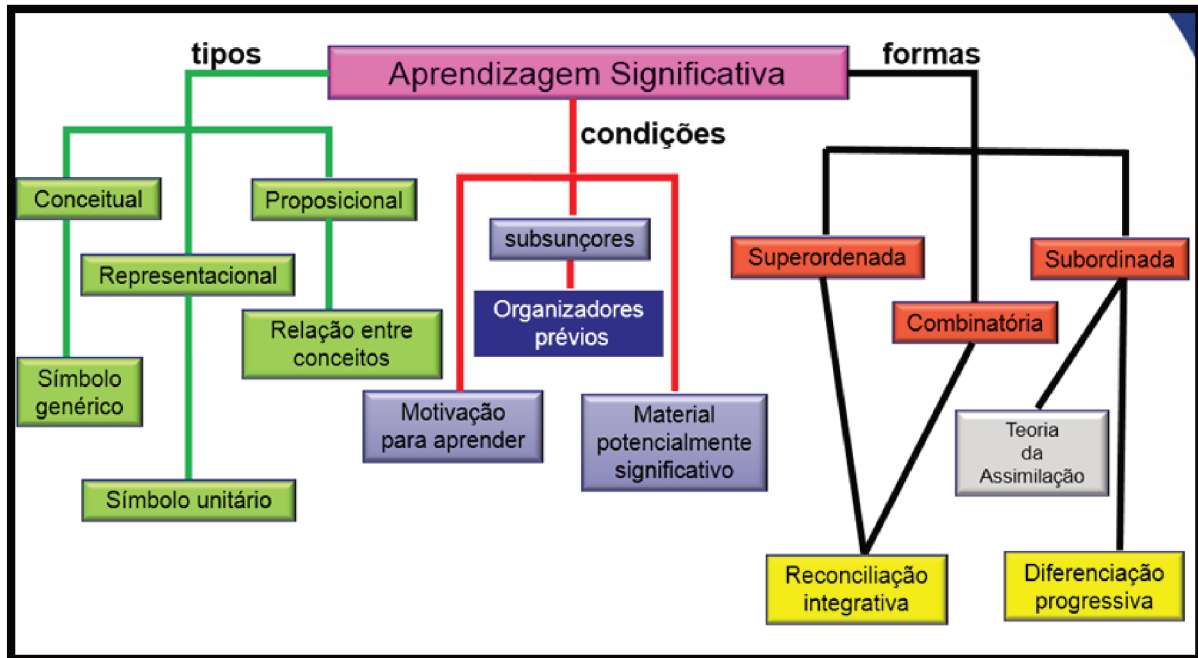 tipos
Aprendizagem Significativa
formas
condições
Conceitual
Proposicional
subsunçores
Superordenada
Subordinada
Representacional
Organizadores
prévios
Combinatória
Relação entre
conceitos
Símbolo
genérico
Motivação
para aprender
Material
potencialmente
significativo
Teoria
da
Assimilação
Símbolo unitário
Reconciliação
integrativa
Diferenciação
progressiva